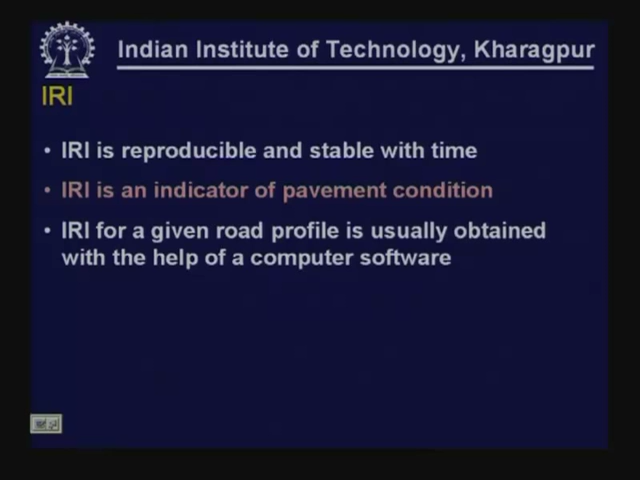 Indian Institute of Technology, Kharagpur
IRI
• IRI is reproducible and stable with time
• IRI is an indicator of pavement condition
• IRI for a given road profile is usually obtained
with the help of a computer software